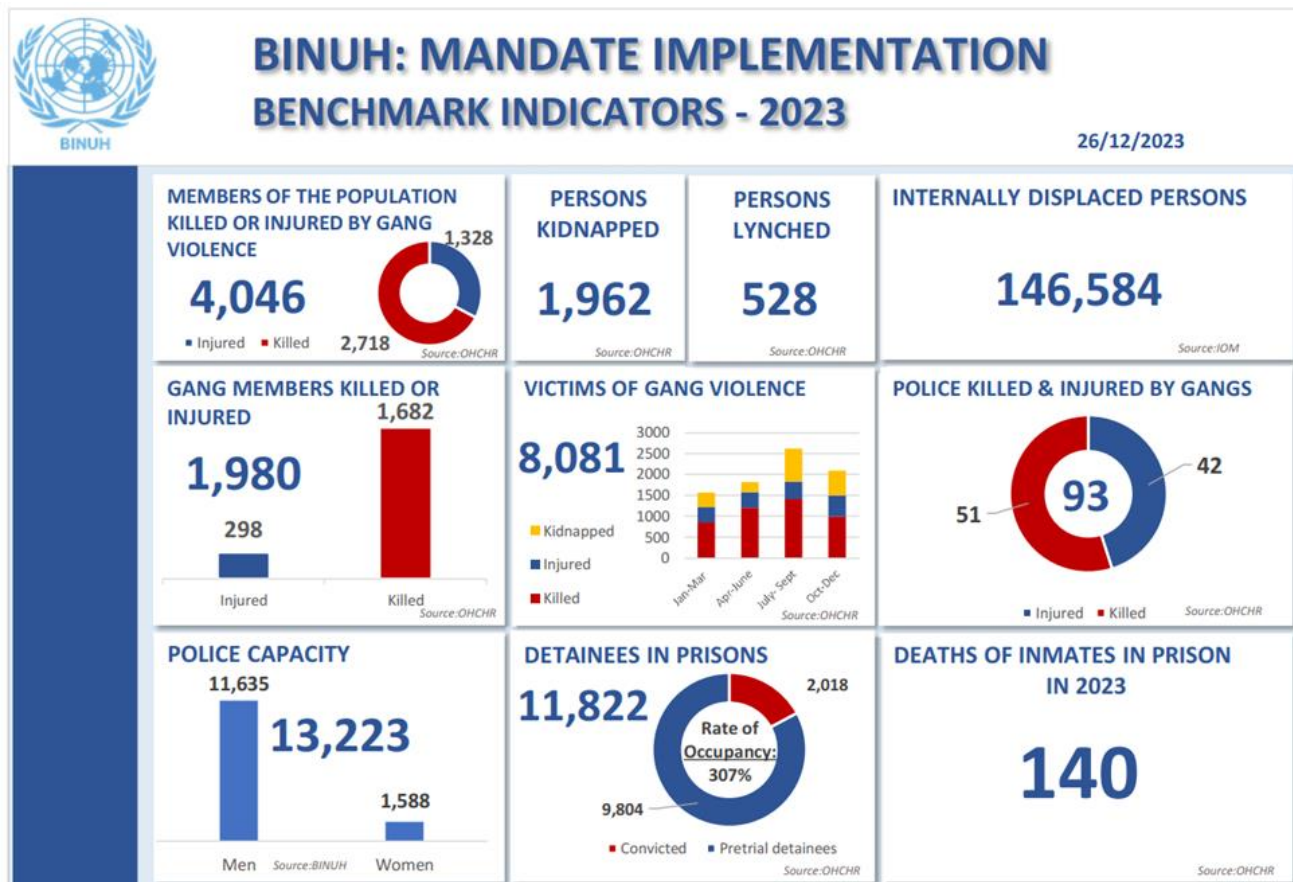 BINUH
BINUH: MANDATE IMPLEMENTATION
BENCHMARK INDICATORS - 2023
26/12/2023
MEMBERS OF THE POPULATION
KILLED OR INJURED BY GANG
VIOLENCE
1,328
4,046
Injured Killed
2,718
Source:OHCHR
PERSONS
KIDNAPPED
1,962
Source:OHCHR
PERSONS
LYNCHED
528
Source:OHCHR
INTERNALLY DISPLACED PERSONS
146,584
Source:IOM
GANG MEMBERS KILLED OR
INJURED
1,682
1,980
298
Injured Killed
Source:OHCHR
VICTIMS OF GANG VIOLENCE
8,081
3000
2500
2000
1500
1000
500
0
Kidnapped
Injured
Killed
Jan-Mar Apr-June July- Sept Oct-Dec
Source:OHCHR
POLICE KILLED & INJURED BY GANGS
42
93
51
Injured Killed
Source:OHCHR
POLICE CAPACITY
11,635
13,223
1,588
Men Source:BINUH Women
DETAINEES IN PRISONS
11,822
2,018
Rate of
Occupancy:
307%
9,804
Convicted Pretrial detainees
Source:OHCHR
DEATHS OF INMATES IN PRISON
IN 2023
140
Source:OHCHR